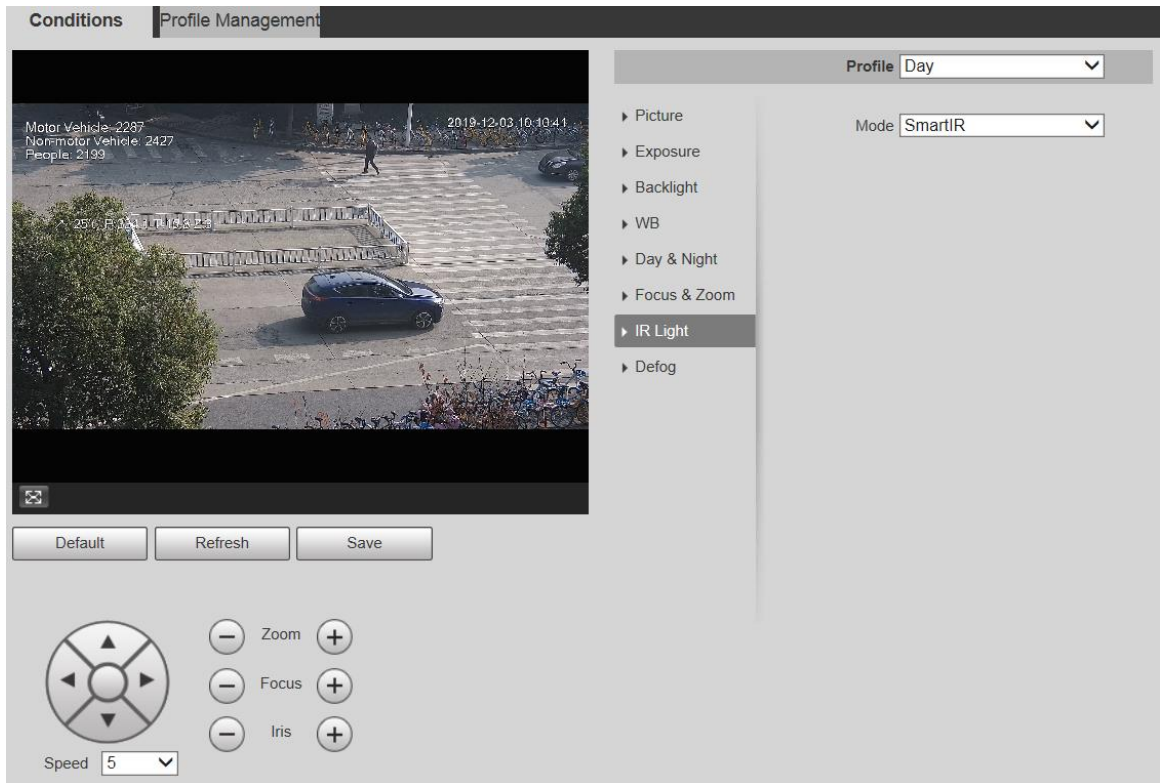 Conditions
Profile Management
Motor Vehicle: 2287
Non-motor Vehicle: 2427
People: 2199
2019-12-03 10:10:41
Default
Refresh
Save
Zoom
Focus
Iris
Speed 5
Profile Day
Picture
Exposure
Backlight
WB
Day & Night
Focus & Zoom
IR Light
Defog
Mode SmartIR